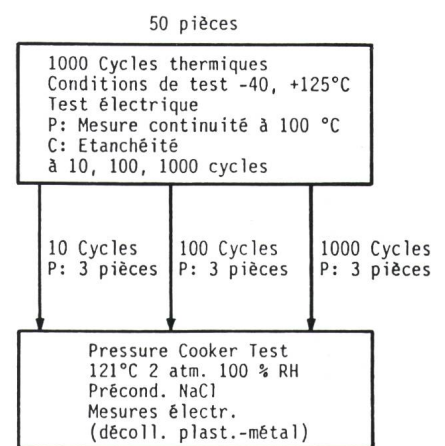 50 pièces
1000 Cycles thermiques
Conditions de test -40, +125°C
Test électrique
P: Mesure continuité à 100 °C
C: Etanchéité
à 10, 100, 1000 cycles
10 Cycles
P: 3 pièces
100 Cycles
P: 3 pièces
1000 Cycles
P: 3 pièces
Pressure Cooker Test
121°C 2 atm. 100 % RH
Précond. NaCl
Mesures électr.
(décoll. plast.-métal)